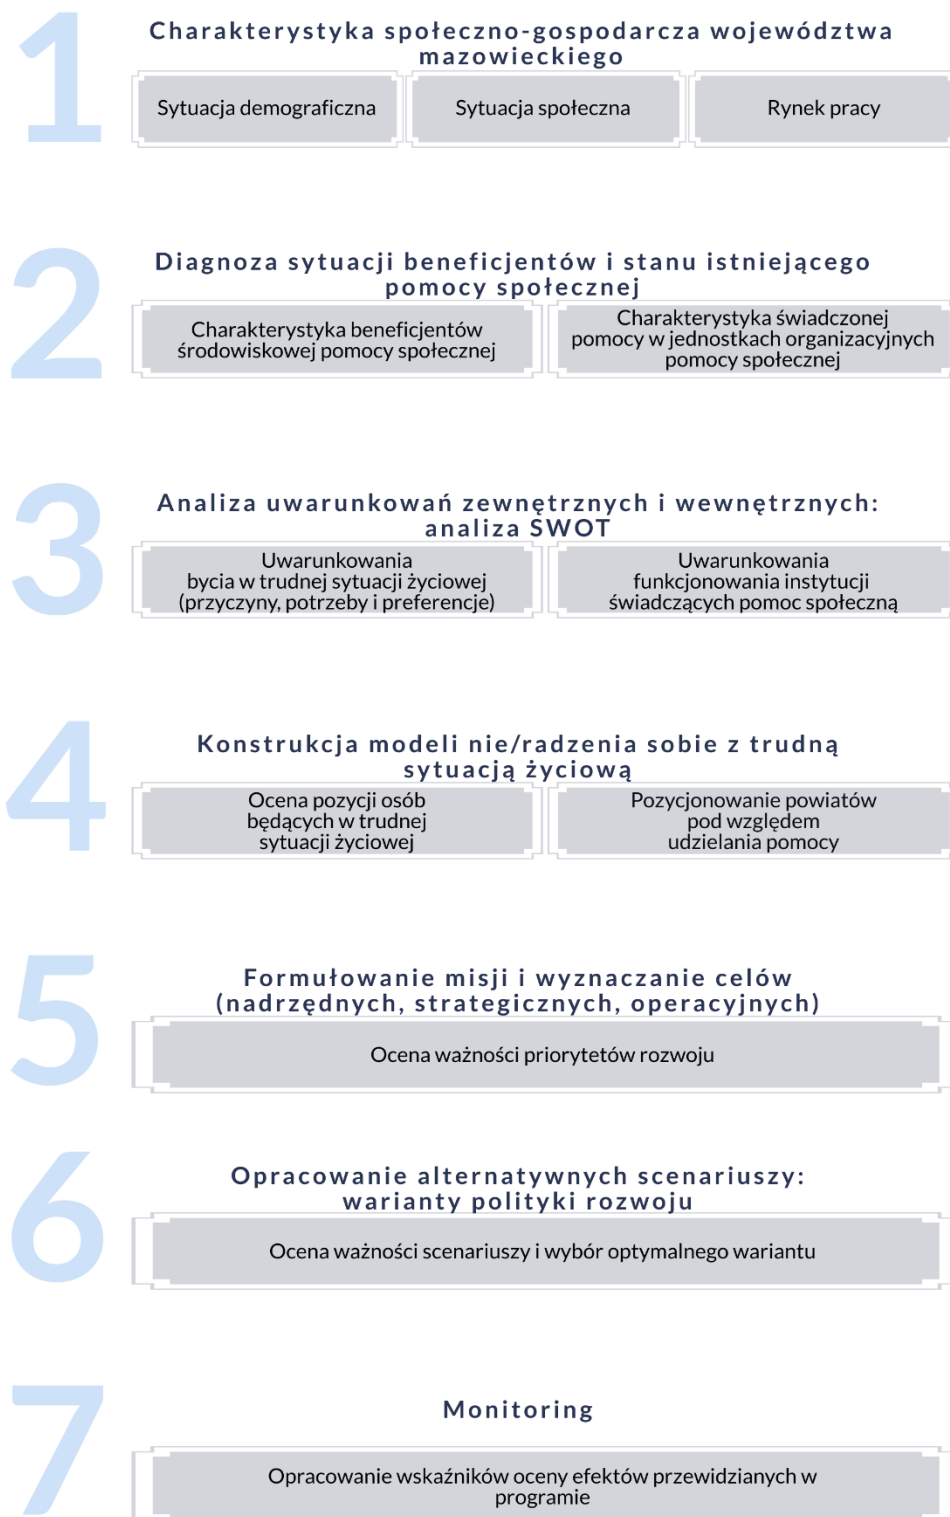 1
Charakterystyka społeczno-gospodarcza województwa
mazowieckiego
Sytuacja demograficzna
Sytuacja społeczna
Rynek pracy
2
Diagnoza sytuacji beneficjentów i stanu istniejącego
pomocy społecznej
Charakterystyka beneficjentów
środowiskowej pomocy społecznej
Charakterystyka świadczonej
pomocy w jednostkach organizacyjnych
pomocy społecznej
3
Analiza uwarunkowań zewnętrznych i wewnętrznych:
analiza SWOT
Uwarunkowania
bycia w trudnej sytuacji życiowej
(przyczyny, potrzeby i preferencje)
Uwarunkowania
funkcjonowania instytucji
świadczących pomoc społeczną
4
Konstrukcja modeli nie/radzenia sobie z trudną
sytuacją życiową
Ocena pozycji osób
będących w trudnej
sytuacji życiowej
Pozycjonowanie powiatów
pod względem
udzielania pomocy
5
Formułowanie misji i wyznaczanie celów
(nadrzędnych, strategicznych, operacyjnych)
Ocena ważności priorytetów rozwoju
6
Opracowanie alternatywnych scenariuszy:
warianty polityki rozwoju
Ocena ważności scenariuszy i wybór optymalnego wariantu
7
Monitoring
Opracowanie wskaźników oceny efektów przewidzianych w
programie